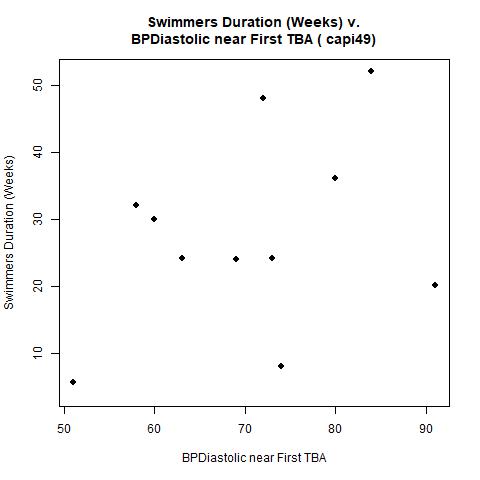 Swimmers Duration (Weeks) v.
BPDiastolic near First TBA ( capi49)
Swimmers Duration (Weeks)
50
40
30
20
10
50 60 70 80 90
BPDiastolic near First TBA